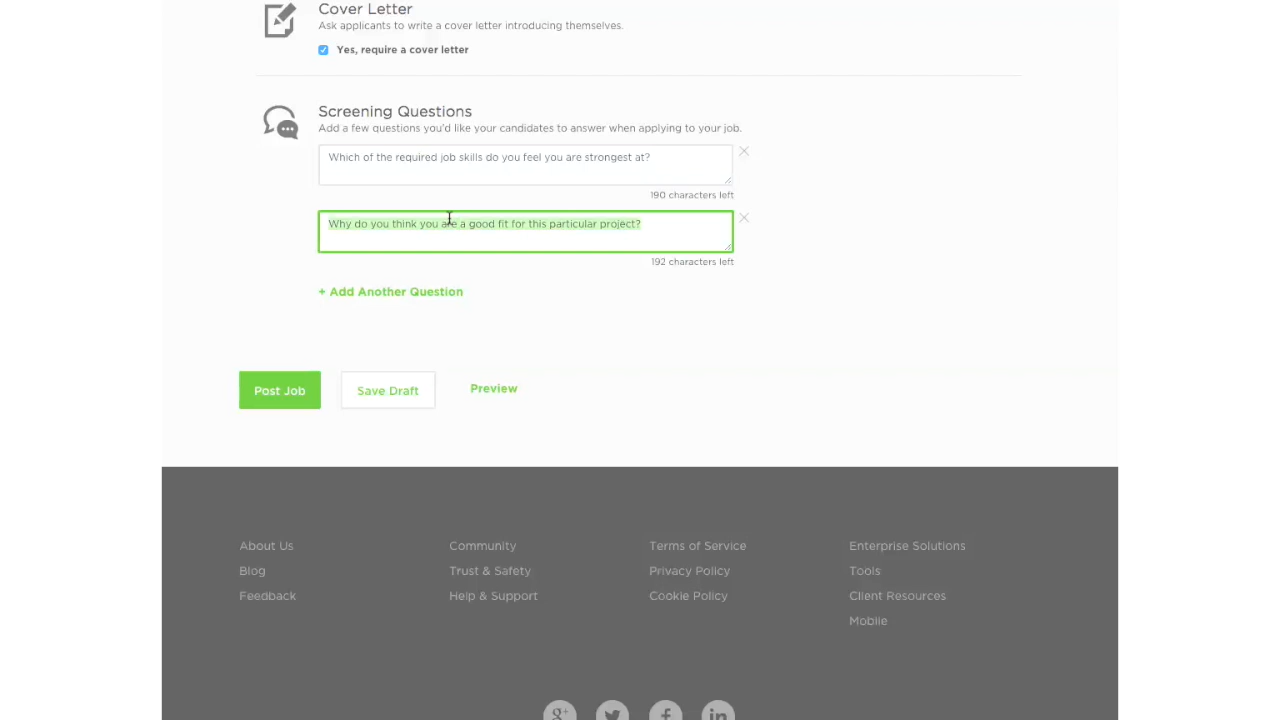 Cover Letter
Ask applicants to write a cover letter introducing themselves.
Yes, require a cover letter
Screening Questions
Add a few questions you'd like your candidates to answer when applying to your job.
Which of the required job skills do you feel you are strongest at?
190 characters left
Why do you think you are a good fit for this particular project?
192 characters left
+ Add Another Question
Post Job
Save Draft
Preview
About Us
Blog
Feedback
Community
Trust & Safety
Help & Support
Terms of Service
Privacy Policy
Cookie Policy
Enterprise Solutions
Tools
Client Resources
Mobile
g+
f
in